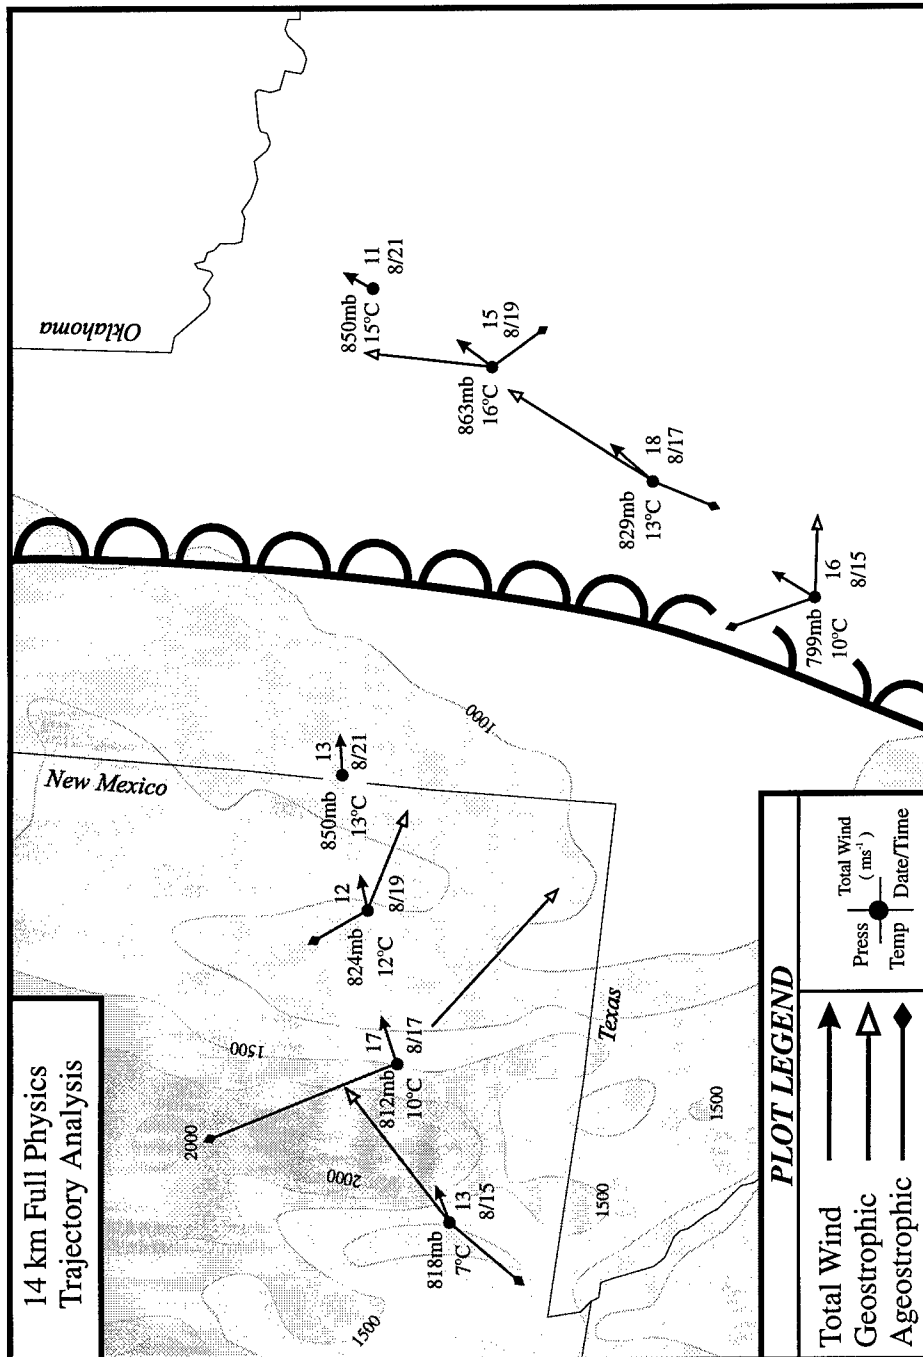 14 km Full Physics
Trajectory Analysis
Oklahoma
New Mexico
Texas
850mb
15°C
11
8/21
863mb
16°C
15
8/19
829mb
13°C
18
8/17
799mb
10°C
16
8/15
850mb
13°C
13
8/21
824mb
12°C
12
8/19
812mb
10°C
17
8/17
818mb
7°C
13
8/15
1000
1500
2000
2000
1500
1500
1500
PLOT LEGEND
Total Wind
Geostrophic
Ageostrophic
Press
Total Wind
( ms⁻¹ )
Temp
Date/Time